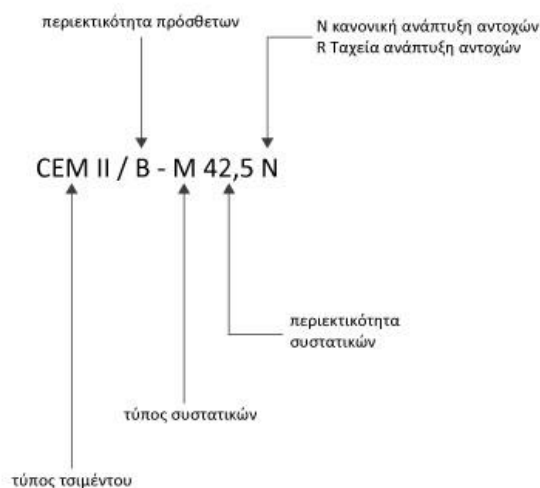 περιεκτικότητα πρόσθετων
N κανονική ανάπτυξη αντοχών
R Ταχεία ανάπτυξη αντοχών
CEM II / B - M 42,5 N
περιεκτικότητα
συστατικών
τύπος συστατικών
τύπος τσιμέντου